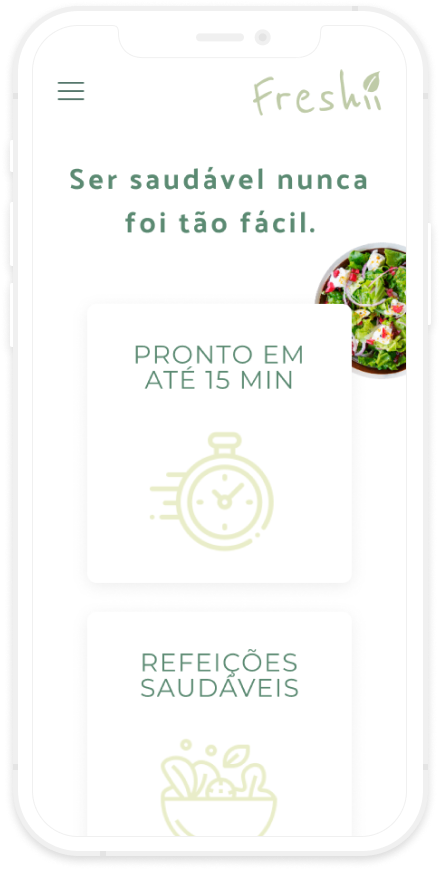 Freshii
Ser saudável nunca
foi tão fácil.
PRONTO EM
ATÉ 15 MIN
REFEIÇÕES
SAUDÁVEIS